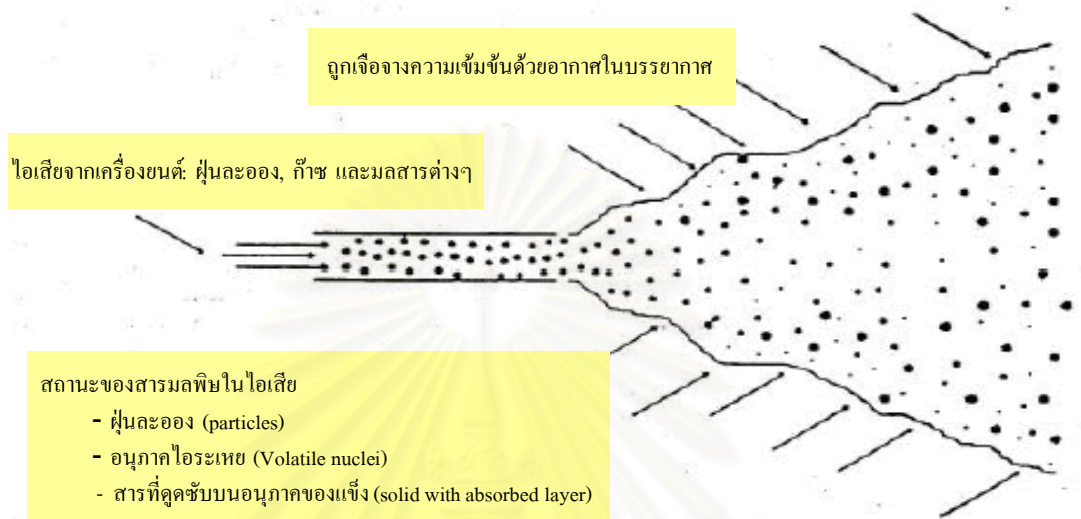 ถูกเจือจางความเข้มข้นด้วยอากาศในบรรยากาศ
ไอเสียจากเครื่องยนต์: ฝุ่นละออง, ก๊าซ และมลสารต่างๆ
สถานะของสารมลพิษในไอเสีย
- ฝุ่นละออง (particles)
- อนุภาคไอระเหย (Volatile nuclei)
- สารที่ดูดซับบนอนุภาคของแข็ง (solid with absorbed layer)